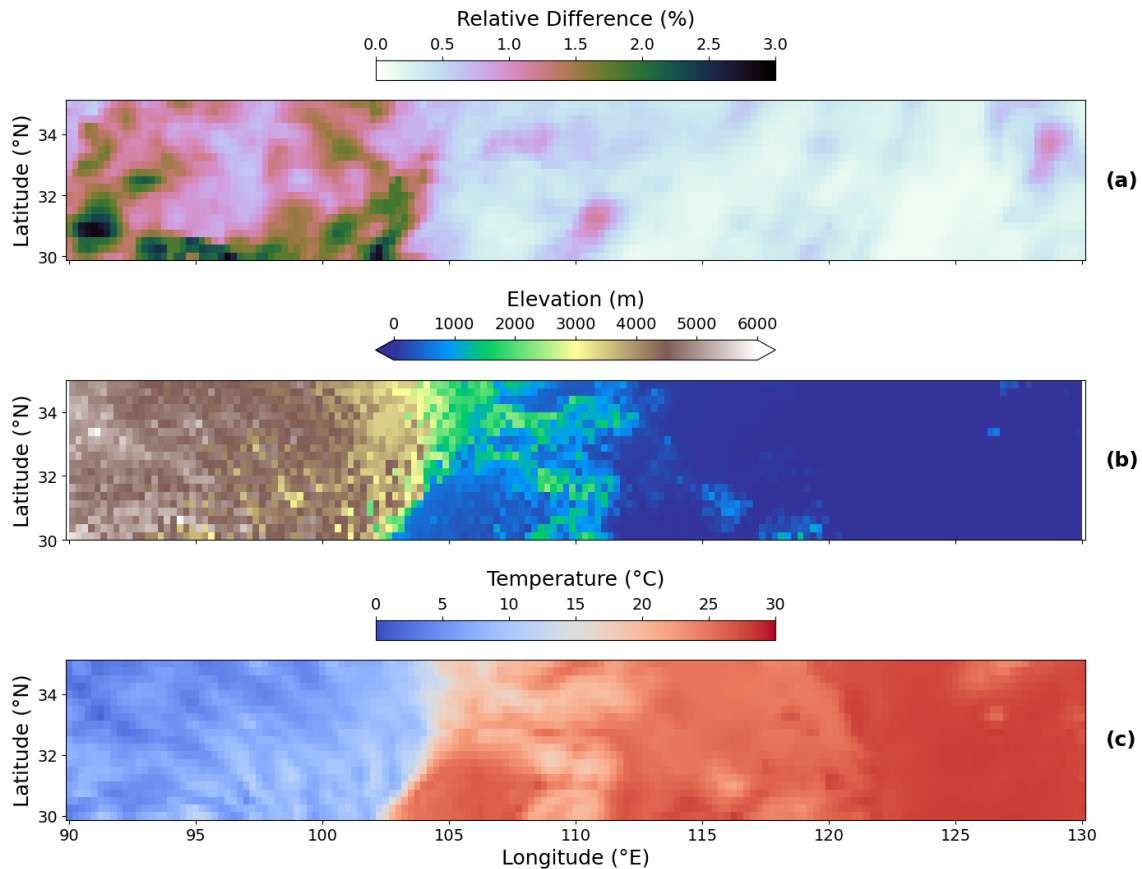 Relative Difference (%)
0.0 0.5 1.0 1.5 2.0 2.5 3.0
Latitude (°N)
34
32
30
(a)
Elevation (m)
0 1000 2000 3000 4000 5000 6000
Latitude (°N)
34
32
30
(b)
Temperature (°C)
0 5 10 15 20 25 30
Latitude (°N)
34
32
30
(c)
90 95 100 105 110 115 120 125 130
Longitude (°E)